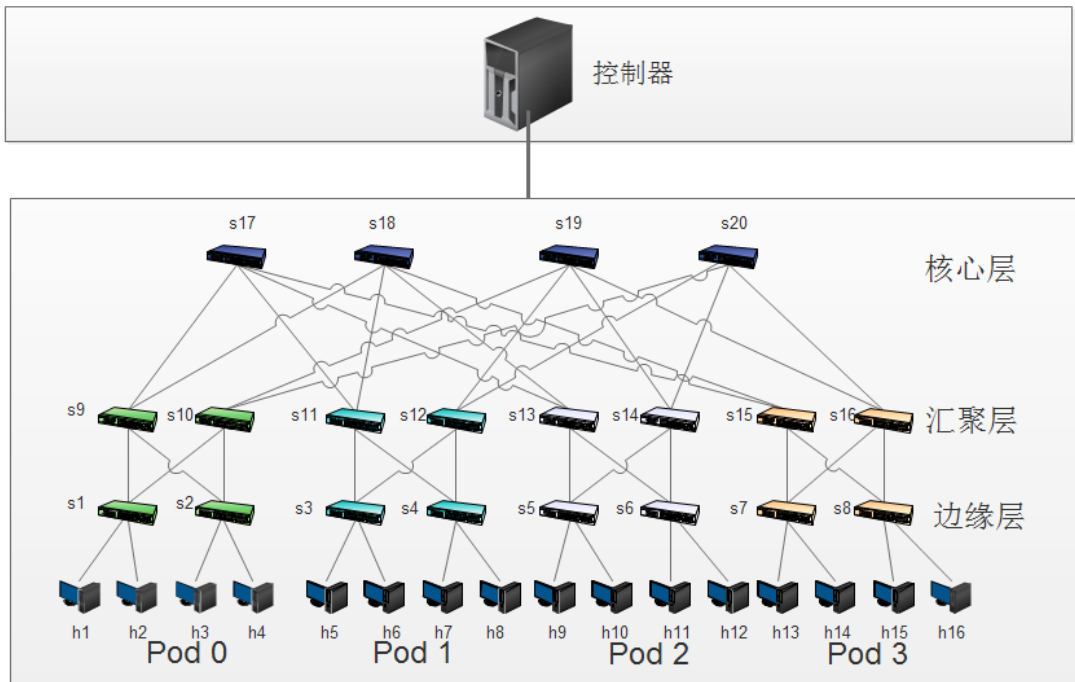 控制器
s17 s18 s19 s20
核心层
s9 s10 s11 s12 s13 s14 s15 s16
汇聚层
s1 s2 s3 s4 s5 s6 s7 s8
边缘层
h1 h2 h3 h4 h5 h6 h7 h8 h9 h10 h11 h12 h13 h14 h15 h16
Pod 0 Pod 1 Pod 2 Pod 3